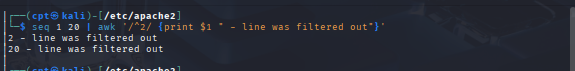 ┌──(cpt㉿kali)-[/etc/apache2]
└─$ seq 1 20 | awk '/^2/ {print $1 " - line was filtered out"}'
2 - line was filtered out
20 - line was filtered out
┌──(cpt㉿kali)-[/etc/apache2]